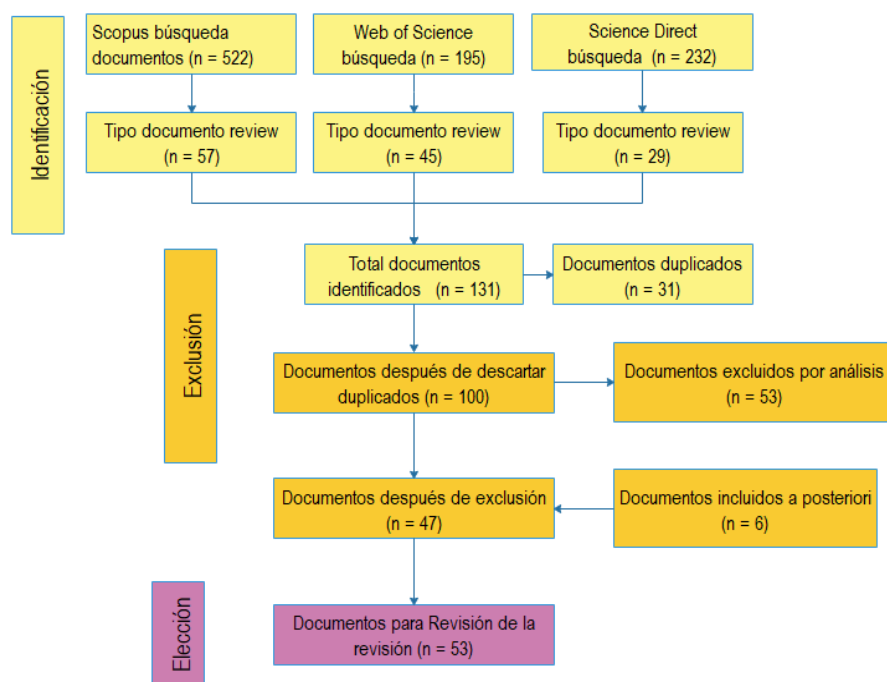 Identificación
Scopus búsqueda
documentos (n = 522)
Web of Science
búsqueda (n = 195)
Science Direct
búsqueda (n = 232)
Tipo documento review
(n = 57)
Tipo documento review
(n = 45)
Tipo documento review
(n = 29)
Exclusión
Total documentos
identificados (n = 131)
Documentos duplicados
(n = 31)
Documentos después de descartar
duplicados (n = 100)
Documentos excluidos por análisis
(n = 53)
Documentos después de exclusión
(n = 47)
Documentos incluidos a posteriori
(n = 6)
Elección
Documentos para Revisión de la
revisión (n = 53)